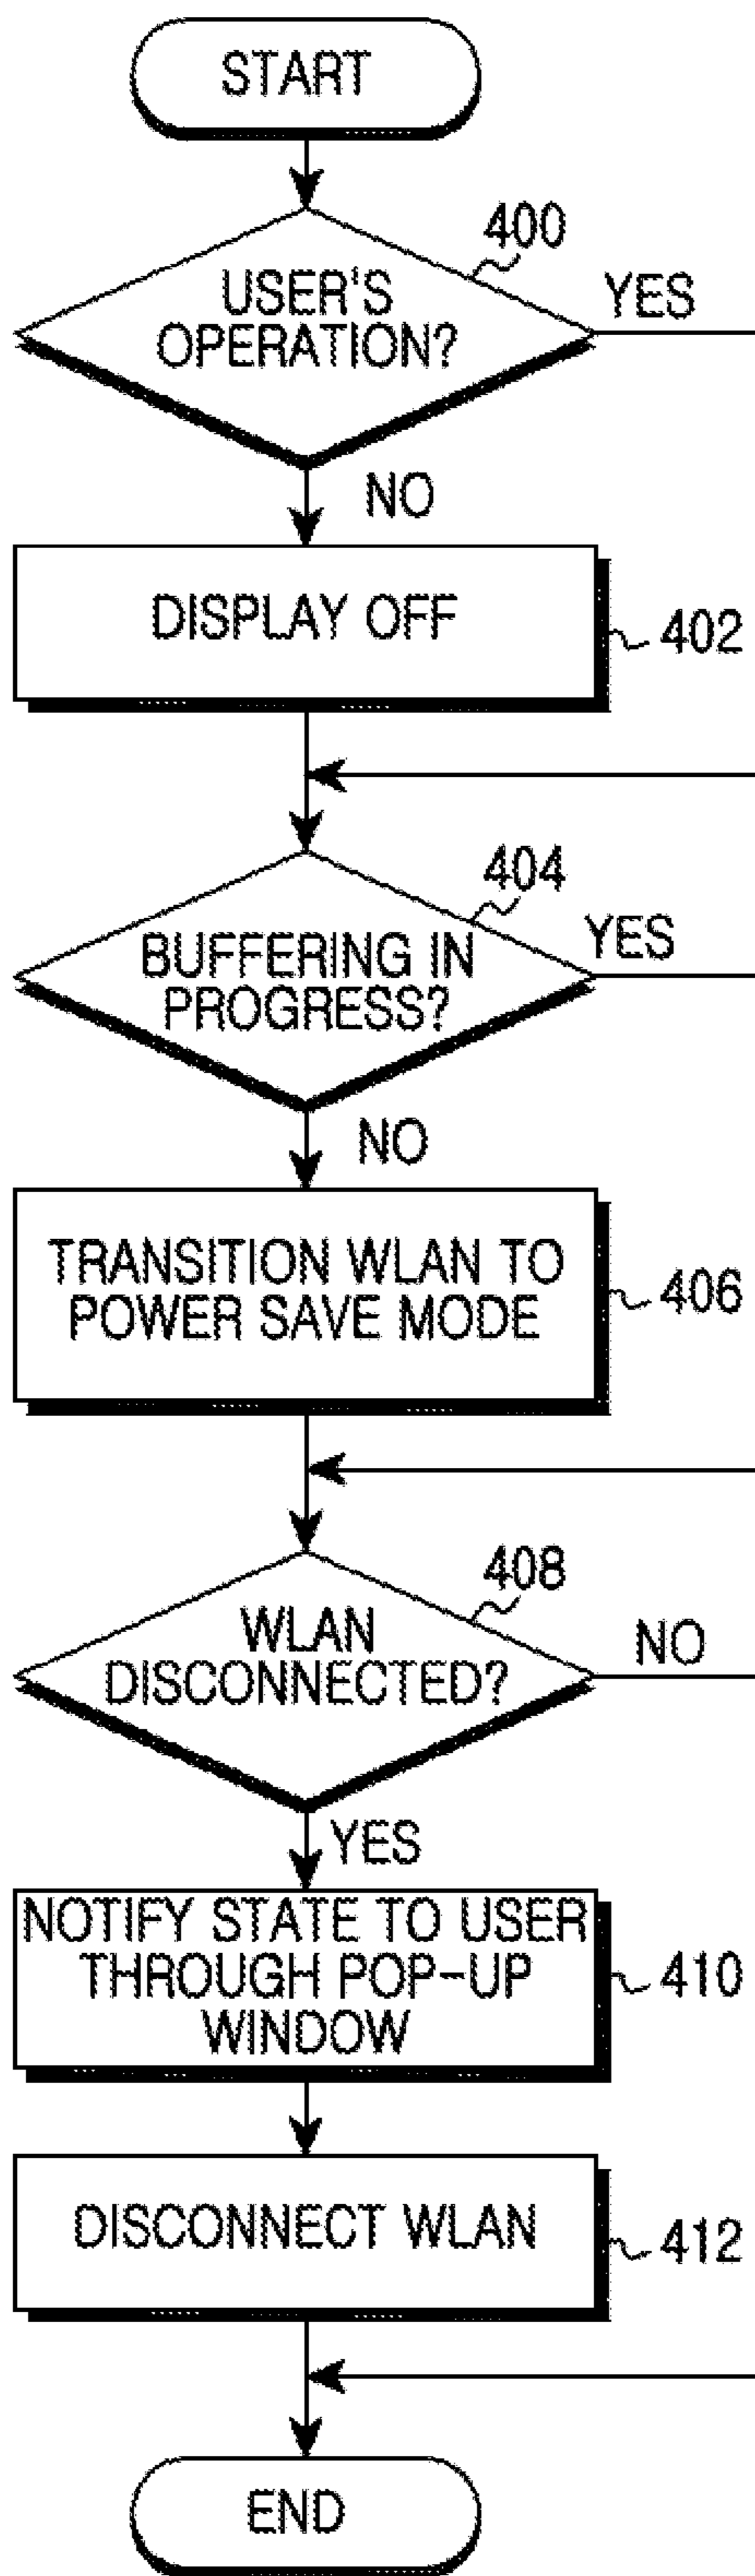 START
400
USER'S
OPERATION?
YES
NO
DISPLAY OFF
402
404
BUFFERING IN
PROGRESS?
YES
NO
TRANSITION WLAN TO
POWER SAVE MODE
406
408
WLAN
DISCONNECTED?
NO
YES
NOTIFY STATE TO USER
THROUGH POP-UP
WINDOW
410
DISCONNECT WLAN
412
END